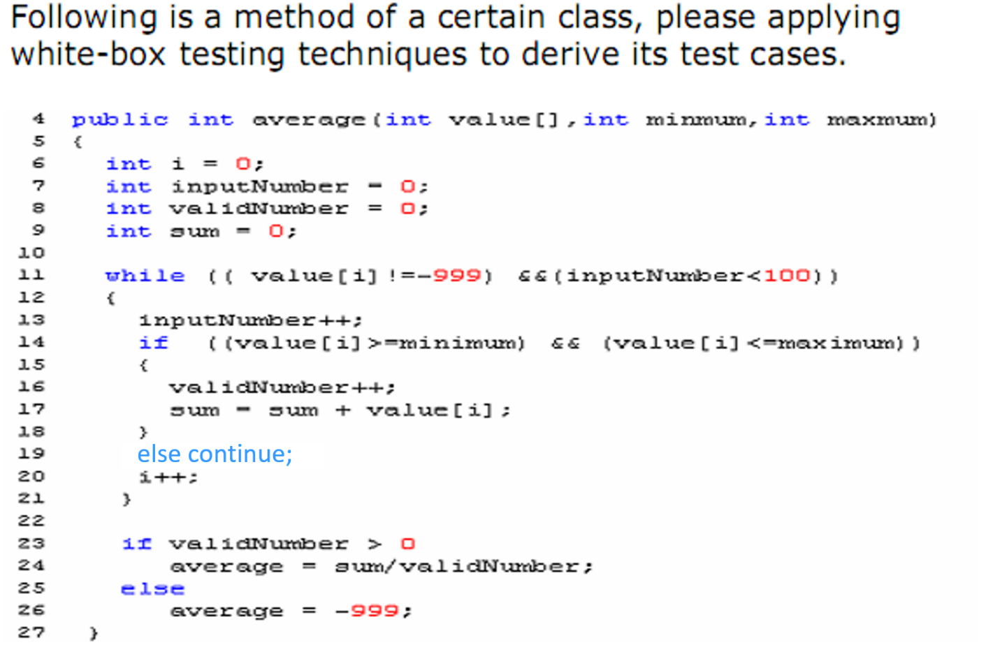 Following is a method of a certain class, please applying
white-box testing techniques to derive its test cases.
4 public int average(int value[],int minmum,int maxmum)
5 {
6 int i = 0;
7 int inputNumber = 0;
8 int validNumber = 0;
9 int sum = 0;
10
11 while (( value[i]!=-999) &&(inputNumber<100))
12 {
13 inputNumber++;
14 if ((value[i]>=minimum) && (value[i]<=maximum))
15 {
16 validNumber++;
17 sum = sum + value[i];
18 }
19 else continue;
20 i++;
21 }
22
23 if validNumber > 0
24 average = sum/validNumber;
25 else
26 average = -999;
27 }